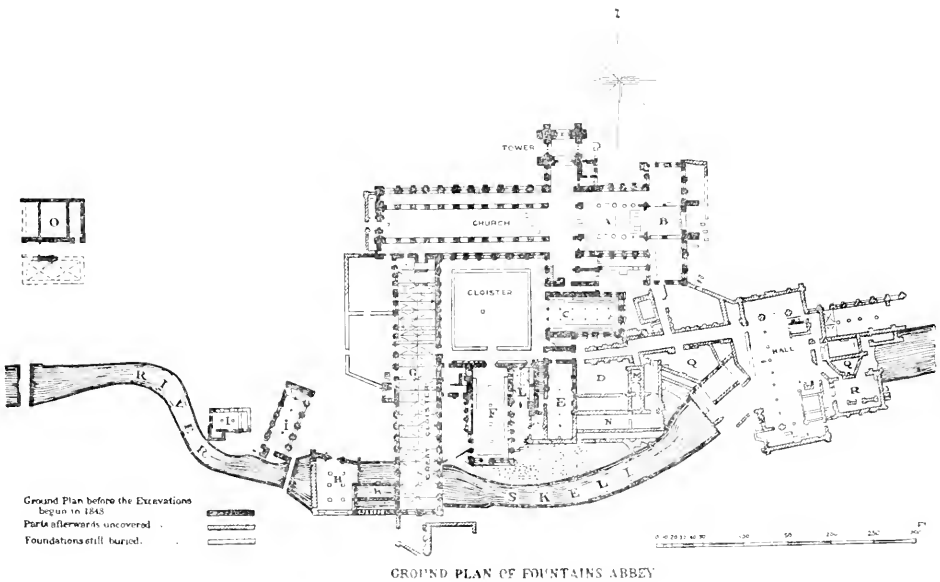 TOWER
CHURCH
A
B
O
CLOISTER
C
G
HALL
D
Q
Q
R
E
F
N
GREAT CLOISTER
I
I
H
h
RIVER
SKELL
Ground Plan before the Excavations
begun in 1843
Parts afterwards uncovered
Foundations still buried.
GROUND PLAN OF FOUNTAINS ABBEY